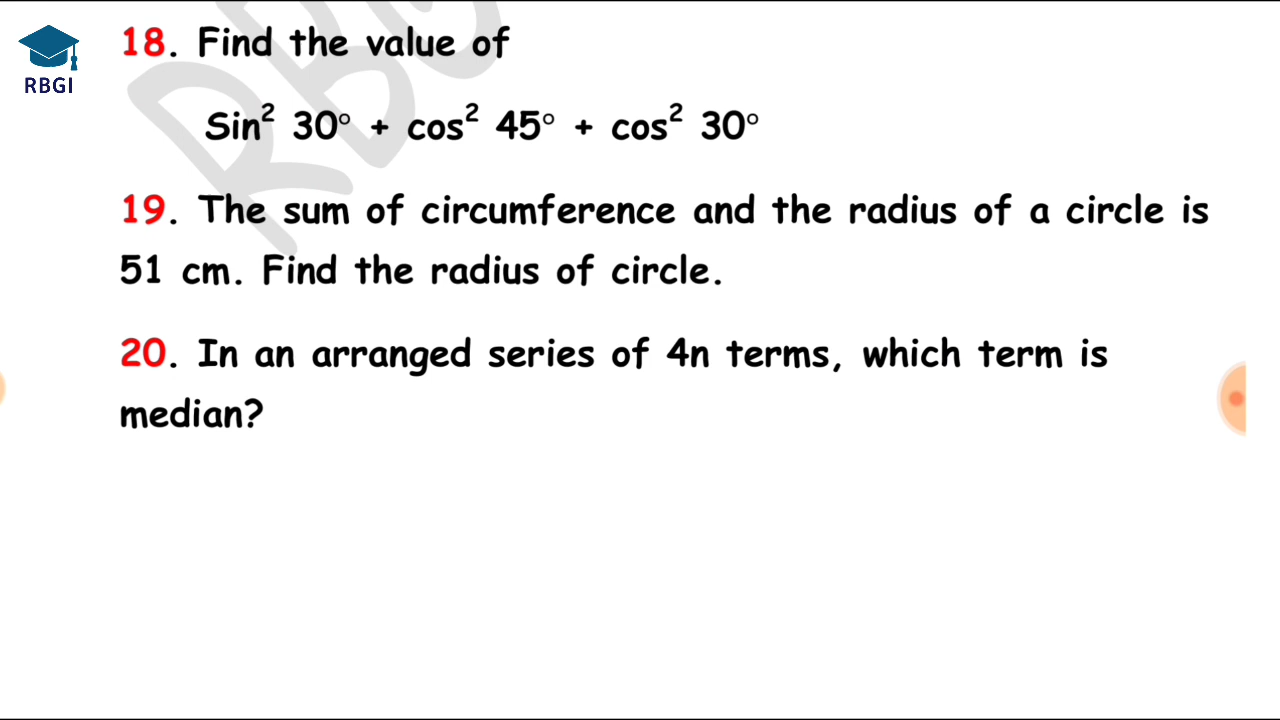 RBGI
18. Find the value of
Sin² 30° + cos² 45° + cos² 30°
19. The sum of circumference and the radius of a circle is
51 cm. Find the radius of circle.
20. In an arranged series of 4n terms, which term is
median?